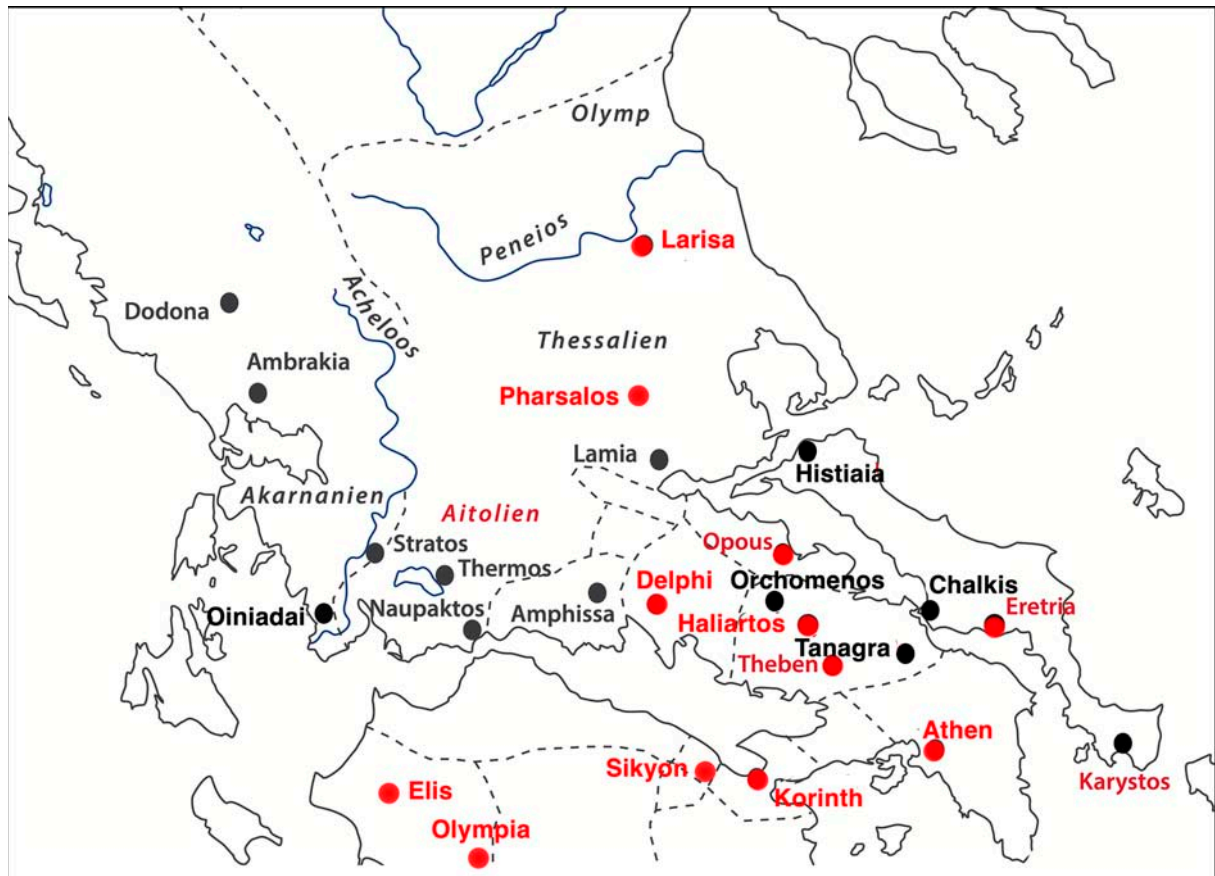 Olymp
Peneios
Larisa
Dodona
Acheloos
Thessalien
Ambrakia
Pharsalos
Lamia
Histiaia
Akarnanien
Aitolien
Stratos
Opous
Thermos
Delphi
Orchomenos
Chalkis
Oiniadai
Naupaktos
Amphissa
Haliartos
Eretria
Tanagra
Theben
Athen
Sikyon
Karystos
Elis
Korinth
Olympia